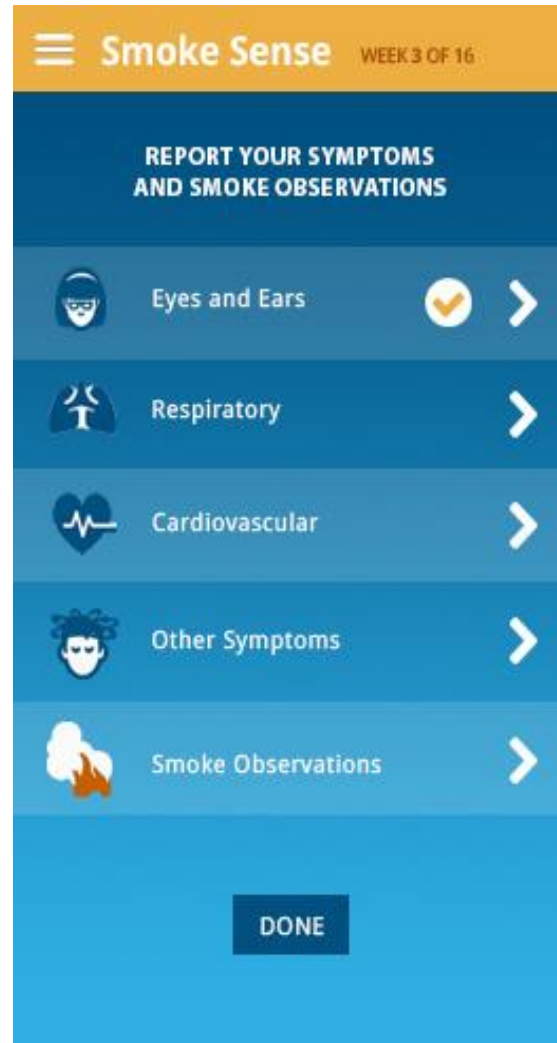 Smoke Sense WEEK 3 OF 16
REPORT YOUR SYMPTOMS
AND SMOKE OBSERVATIONS
Eyes and Ears
Respiratory
Cardiovascular
Other Symptoms
Smoke Observations
DONE